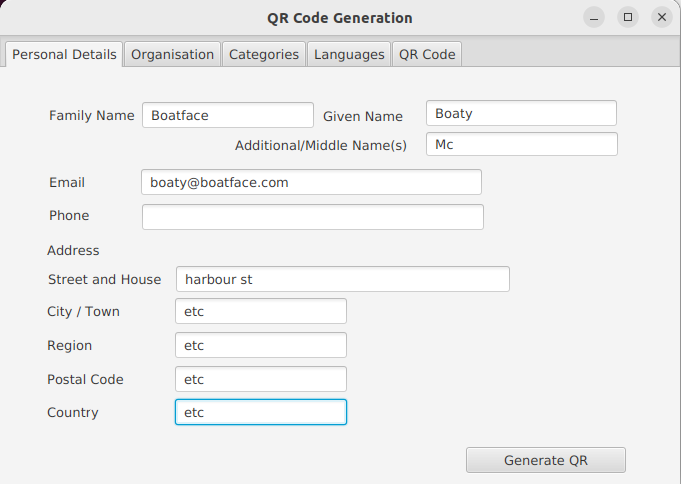 QR Code Generation
Personal Details Organisation Categories Languages QR Code
Family Name Boatface Given Name Boaty
Additional/Middle Name(s) Mc
Email boaty@boatface.com
Phone
Address
Street and House harbour st
City / Town etc
Region etc
Postal Code etc
Country etc
Generate QR